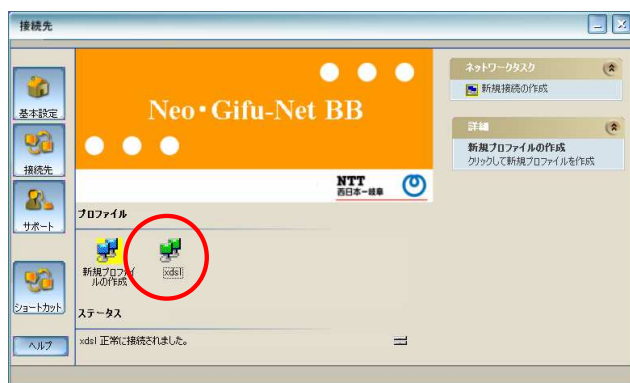 接続先
基本設定
接続先
サポート
ショートカット
ヘルプ
Neo・Gifu-Net BB
NTT
西日本-岐阜
プロファイル
新規プロファイ
ルの作成
xdsl
ステータス
xdsl 正常に接続されました。
ネットワークタスク
新規接続の作成
詳細
新規プロファイルの作成
クリックして新規プロファイルを作成